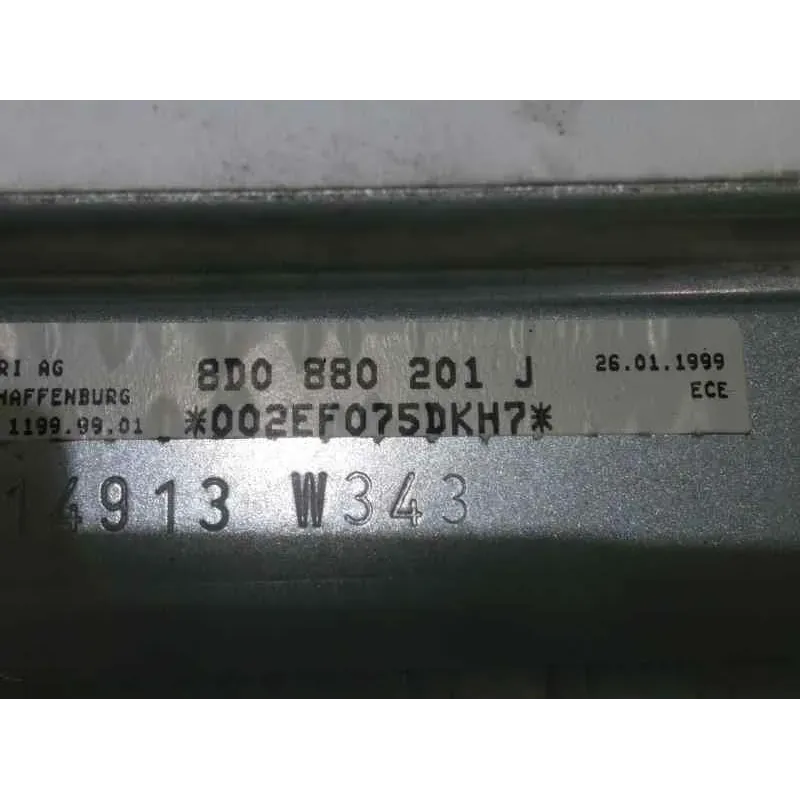 RI AG
HAFFENBURG
1199.99.01
8D0 880 201 J
*002EF075DKH7*
26.01.1999
ECE
14913 W343